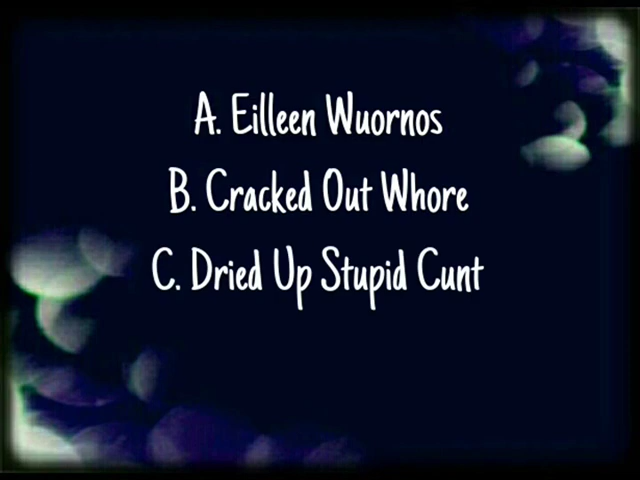 A. Eilleen Wuornos
B. Cracked Out Whore
C. Dried Up Stupid Cunt